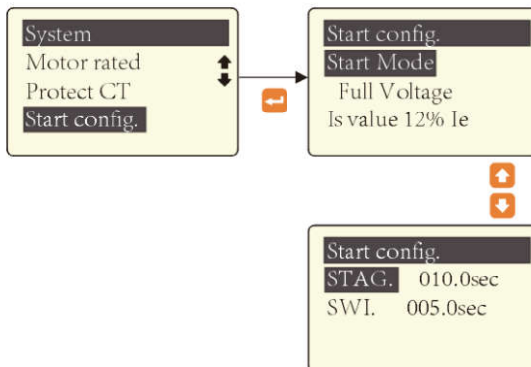 System
Motor rated
Protect CT
Start config.
Start config.
Start Mode
Full Voltage
Is value 12% Ie
Start config.
STAG. 010.0sec
SWI. 005.0sec